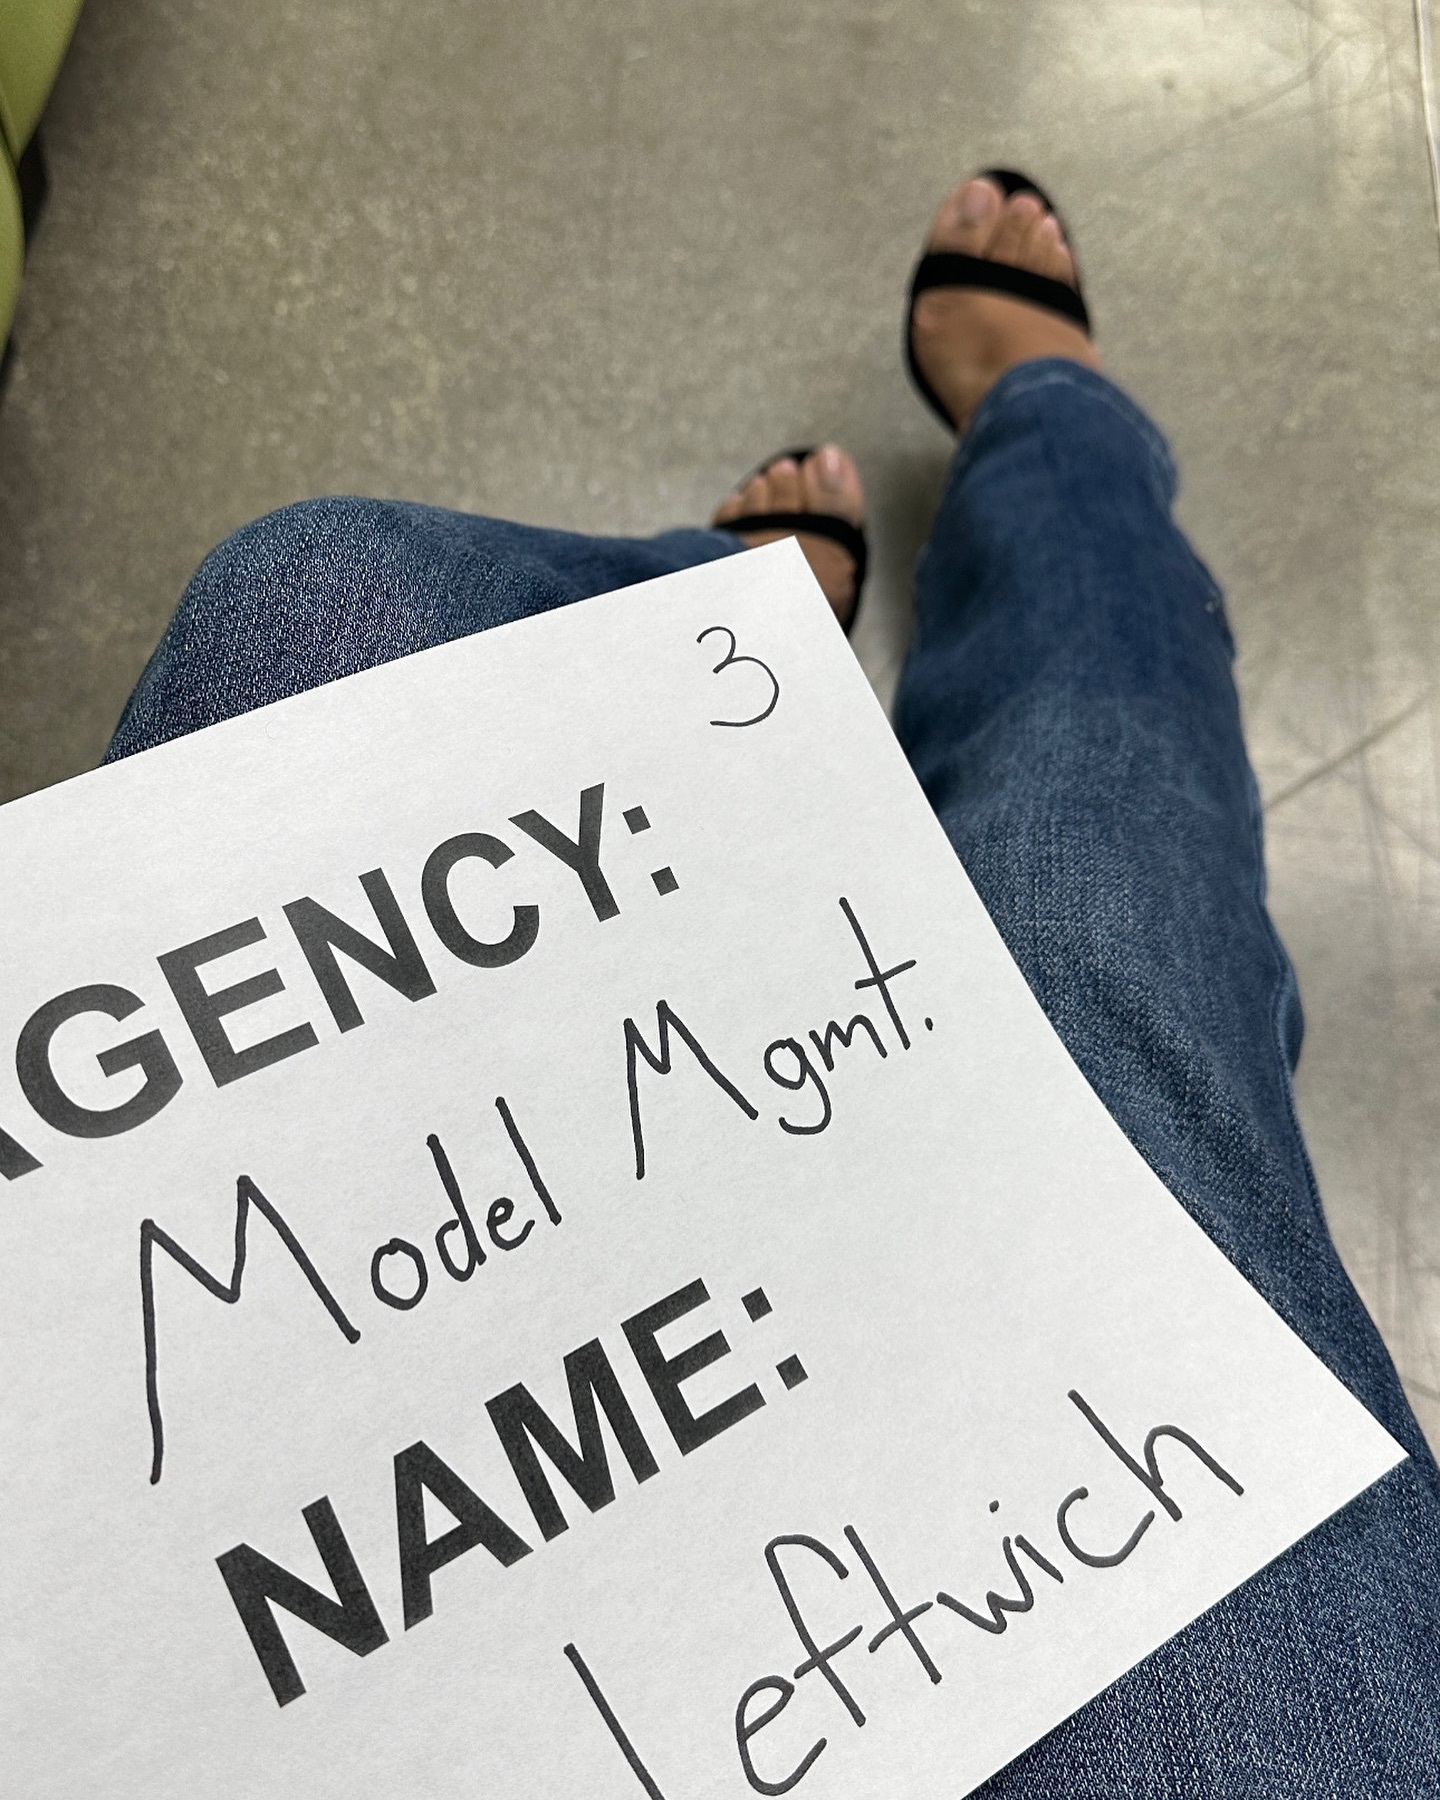 3
AGENCY:
Model Mgmt.
NAME:
Leftwich